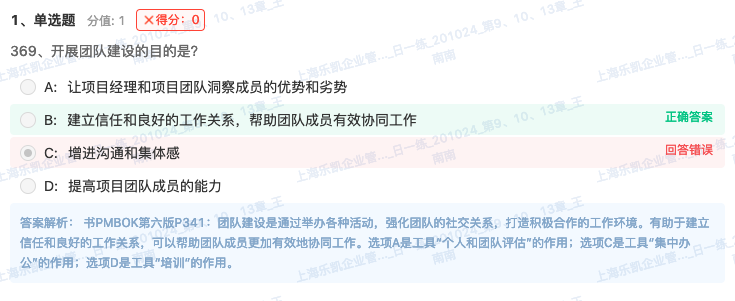 1、单选题 分值: 1 ×得分：0
369、开展团队建设的目的是?
A: 让项目经理和项目团队洞察成员的优势和劣势
B: 建立信任和良好的工作关系，帮助团队成员有效协同工作 正确答案
C: 增进沟通和集体感 回答错误
D: 提高项目团队成员的能力
答案解析： 书PMBOK第六版P341：团队建设是通过举办各种活动，强化团队的社交关系，打造积极合作的工作环境。有助于建立
信任和良好的工作关系，可以帮助团队成员更加有效地协同工作。选项A是工具“个人和团队评估”的作用；选项C是工具“集中办
公”的作用；选项D是工具”培训”的作用。
上海乐凯企业管...._日一练_201024_第9、10、13章_王
南南